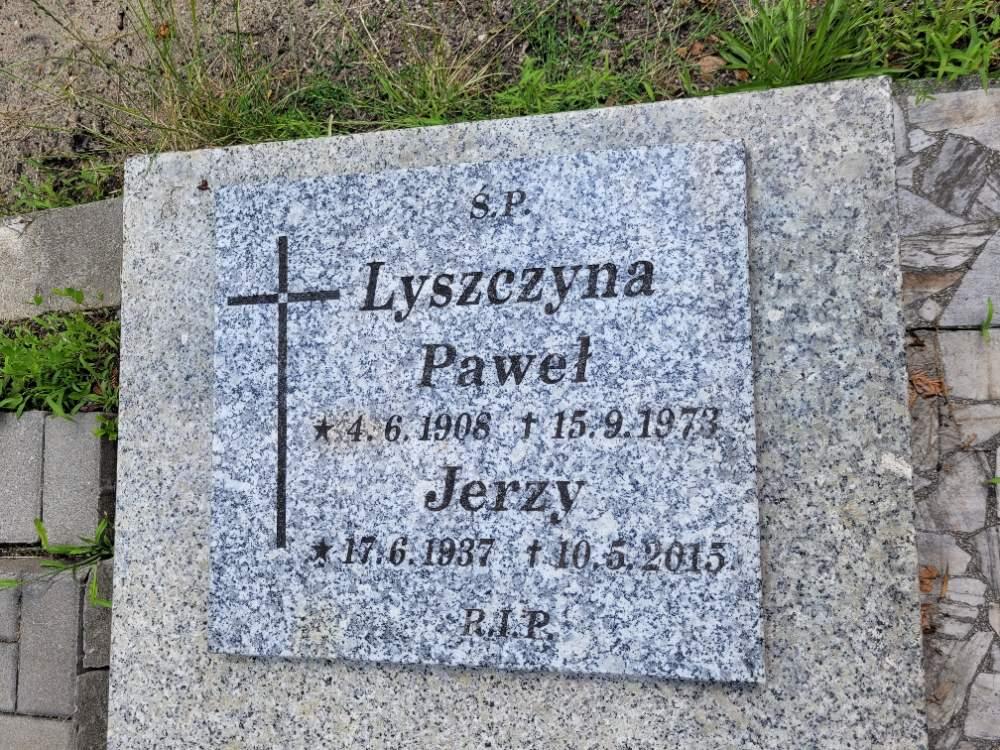 Ś.P.
Lyszczyna
Paweł
★ 4.6.1908 † 15.9.1973
Jerzy
★ 17.6.1937 † 10.5.2015
R.I.P.